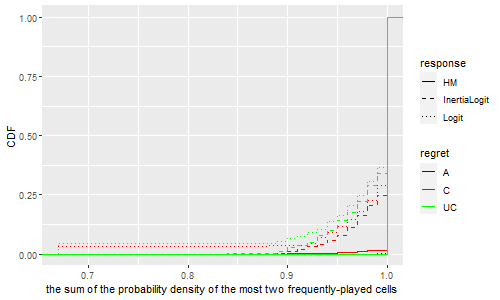 1.00
0.75
0.50
0.25
0.00
CDF
0.7
0.8
0.9
1.0
the sum of the probability density of the most two frequently-played cells
response
HM
InertiaLogit
Logit
regret
A
C
UC